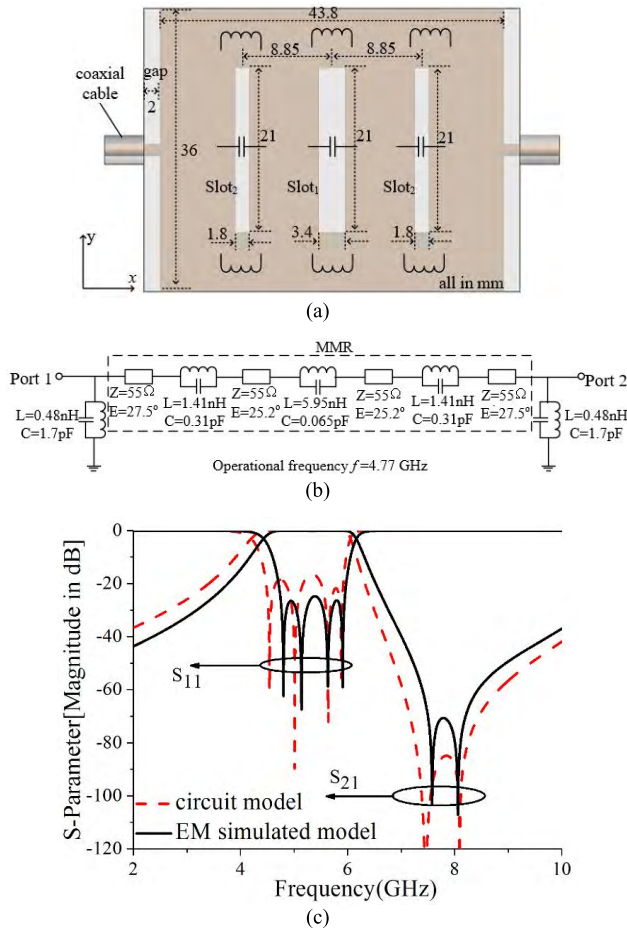 43.8
8.85 8.85
coaxial cable
gap
2
36
21 21 21
Slot₂ Slot₁ Slot₂
1.8 3.4 1.8
y
x
all in mm
(a)
MMR
Port 1 Port 2
Z=55Ω Z=55Ω Z=55Ω Z=55Ω
L=1.41nH L=5.95nH L=1.41nH
E=27.5° E=25.2° E=25.2° E=27.5°
C=0.31pF C=0.065pF C=0.31pF
L=0.48nH L=0.48nH
C=1.7pF C=1.7pF
Operational frequency f=4.77 GHz
(b)
S-Parameter[Magnitude in dB]
0
-20
-40
-60
-80
-100
-120
S₁₁
S₂₁
circuit model
EM simulated model
2 4 6 8 10
Frequency(GHz)
(c)